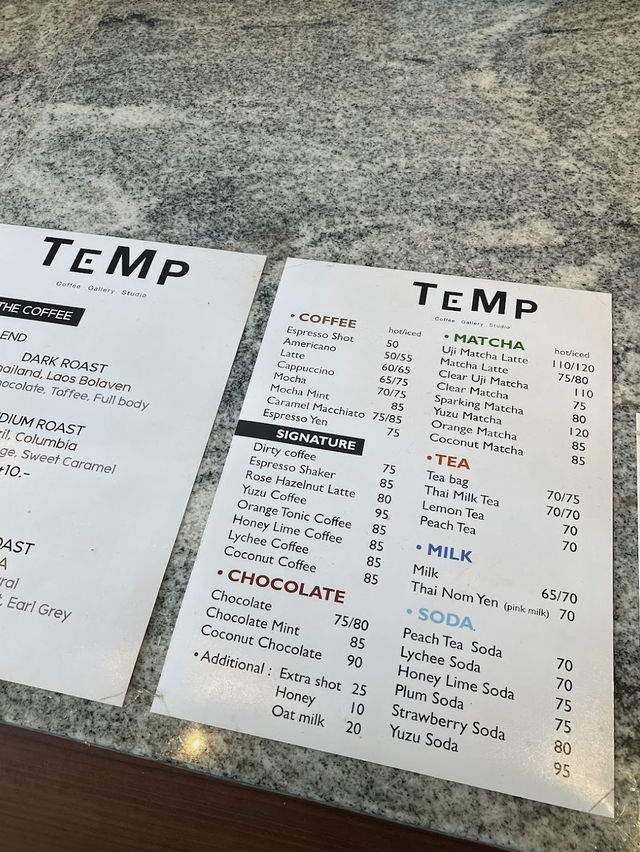 TEMP
Coffee Gallery Studio
THE COFFEE
END
DARK ROAST
ailand, Laos Bolaven
ocolate, Toffee, Full body
DIUM ROAST
il, Columbia
ge, Sweet Caramel
+10.-
OAST
A
ral
t, Earl Grey
TEMP
Coffee Gallery Studio
• COFFEE hot/iced
Espresso Shot 50
Americano 50/55
Latte 60/65
Cappuccino 65/75
Mocha 70/75
Mocha Mint 85
Caramel Macchiato 75/85
Espresso Yen 75
SIGNATURE
Dirty coffee 75
Espresso Shaker 85
Rose Hazelnut Latte 80
Yuzu Coffee 95
Orange Tonic Coffee 85
Honey Lime Coffee 85
Lychee Coffee 85
Coconut Coffee 85
• CHOCOLATE
Chocolate 75/80
Chocolate Mint 85
Coconut Chocolate 90
• Additional : Extra shot 25
Honey 10
Oat milk 20
• MATCHA hot/iced
Uji Matcha Latte 110/120
Matcha Latte 75/80
Clear Uji Matcha 110
Clear Matcha 75
Sparking Matcha 80
Yuzu Matcha 120
Orange Matcha 85
Coconut Matcha 85
• TEA
Tea bag 70/75
Thai Milk Tea 70/70
Lemon Tea 70
Peach Tea 70
• MILK
Milk 65/70
Thai Nom Yen (pink milk) 70
• SODA
Peach Tea Soda 70
Lychee Soda 70
Honey Lime Soda 75
Plum Soda 75
Strawberry Soda 80
Yuzu Soda 95